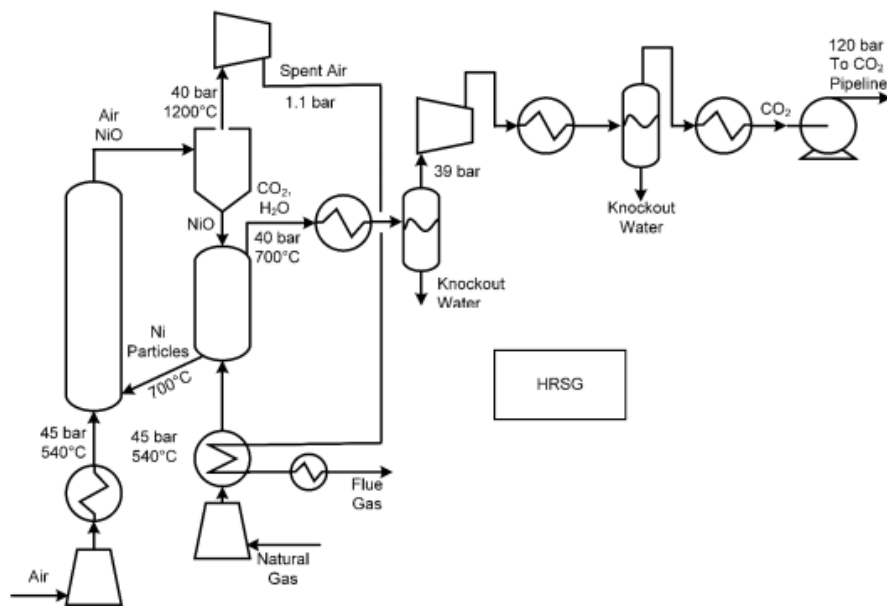 40 bar
1200°C
Spent Air
1.1 bar
120 bar
To CO₂
Pipeline
Air
NiO
CO₂
39 bar
CO₂,
H₂O
NiO
40 bar
700°C
Knockout
Water
Knockout
Water
Ni
Particles
700°C
HRSG
45 bar
540°C
45 bar
540°C
Flue
Gas
Air
Natural
Gas